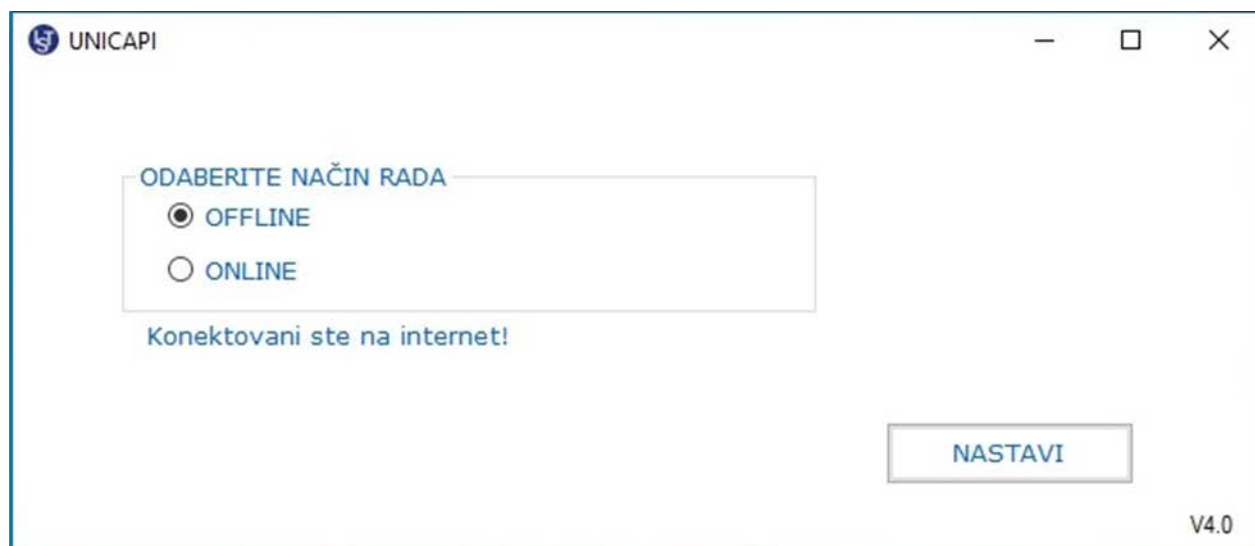 UNICAPI
ODABERITE NAČIN RADA
OFFLINE
ONLINE
Konektovani ste na internet!
NASTAVI
V4.0